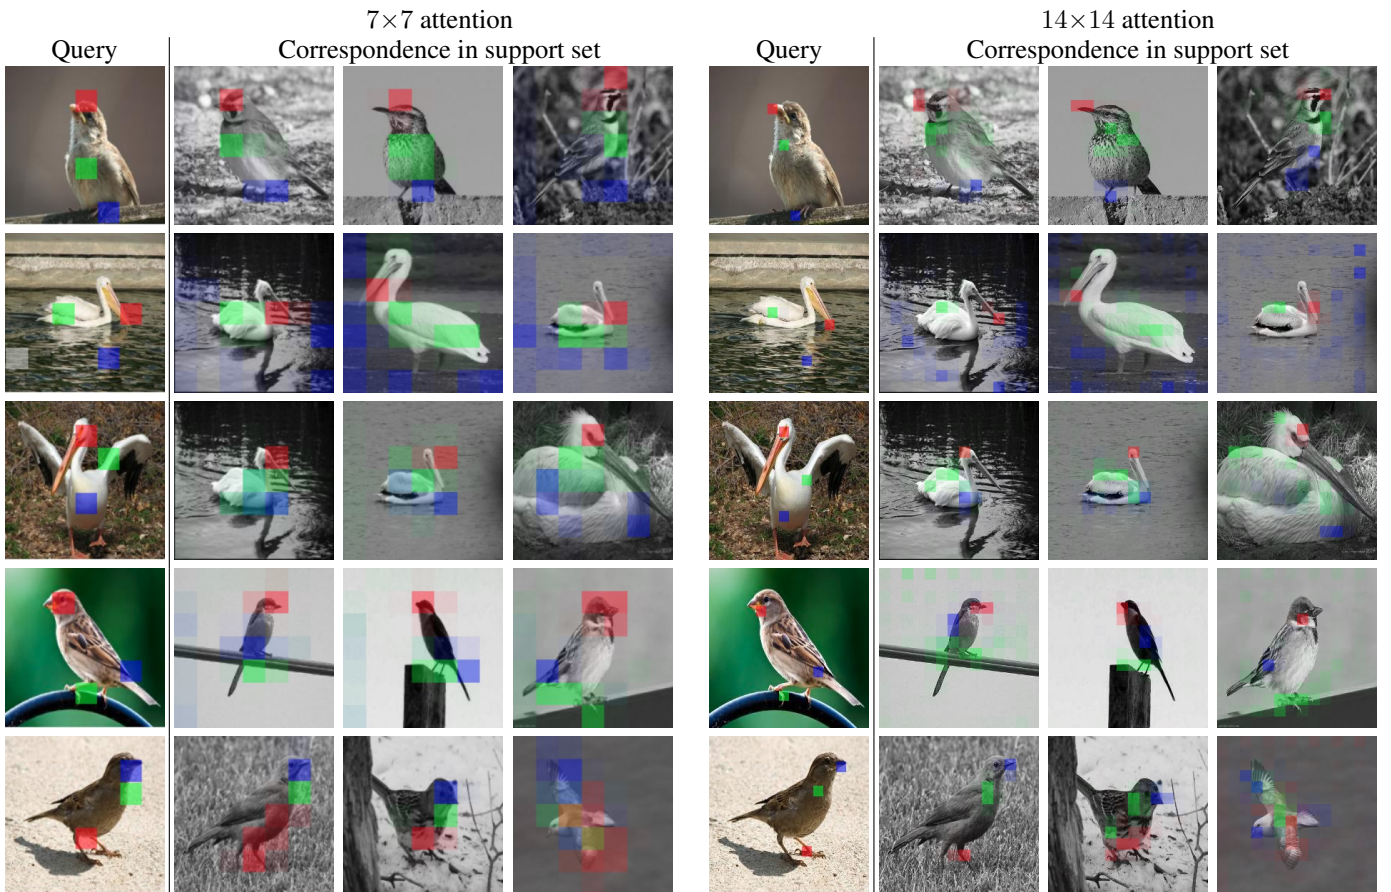 7×7 attention
14×14 attention
Query
Correspondence in support set
Query
Correspondence in support set